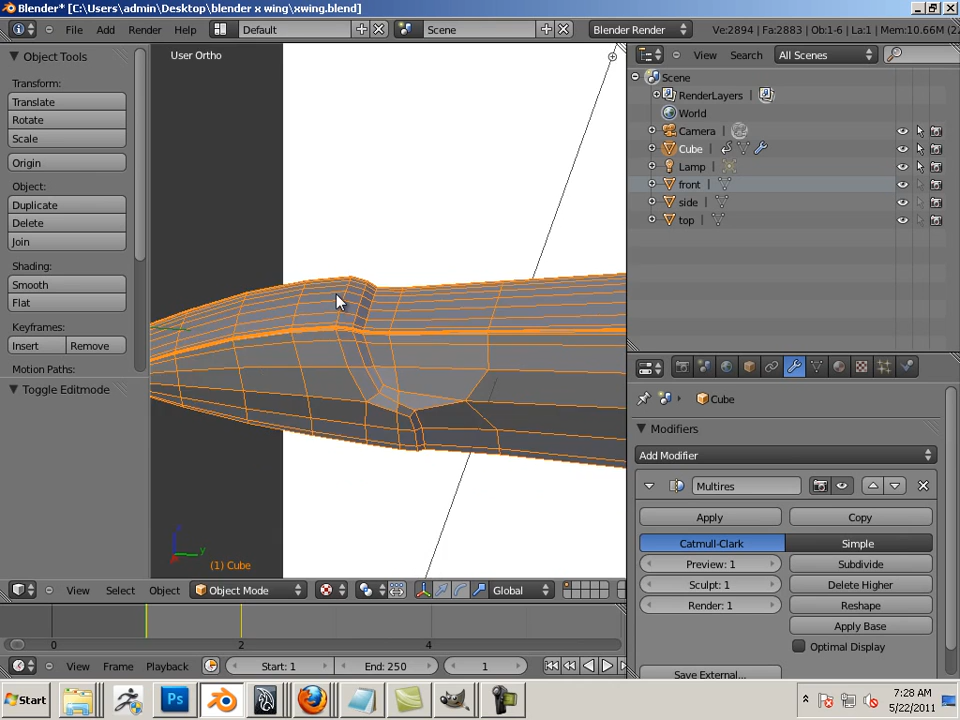 Blender* [C:\Users\admin\Desktop\blender x wing\xwing.blend]
File Add Render Help Default Scene Blender Render Ve:2894 | Fa:2883 | Ob:1-6 | La:1 | Mem:10.66M (2
Object Tools
Transform:
Translate
Rotate
Scale
Origin
Object:
Duplicate
Delete
Join
Shading:
Smooth
Flat
Keyframes:
Insert Remove
Motion Paths:
Toggle Editmode
User Ortho
z
y
(1) Cube
View Select Object Object Mode Global
0 2 4
View Frame Playback Start: 1 End: 250 1
View Search All Scenes
Scene
RenderLayers |
World
Camera |
Cube |
Lamp |
front |
side |
top |
Cube
Modifiers
Add Modifier
Multires
Apply Copy
Catmull-Clark Simple
Preview: 1 Subdivide
Sculpt: 1 Delete Higher
Render: 1 Reshape
Apply Base
Optimal Display
Save External...
Start Ps 7:28 AM
5/22/2011